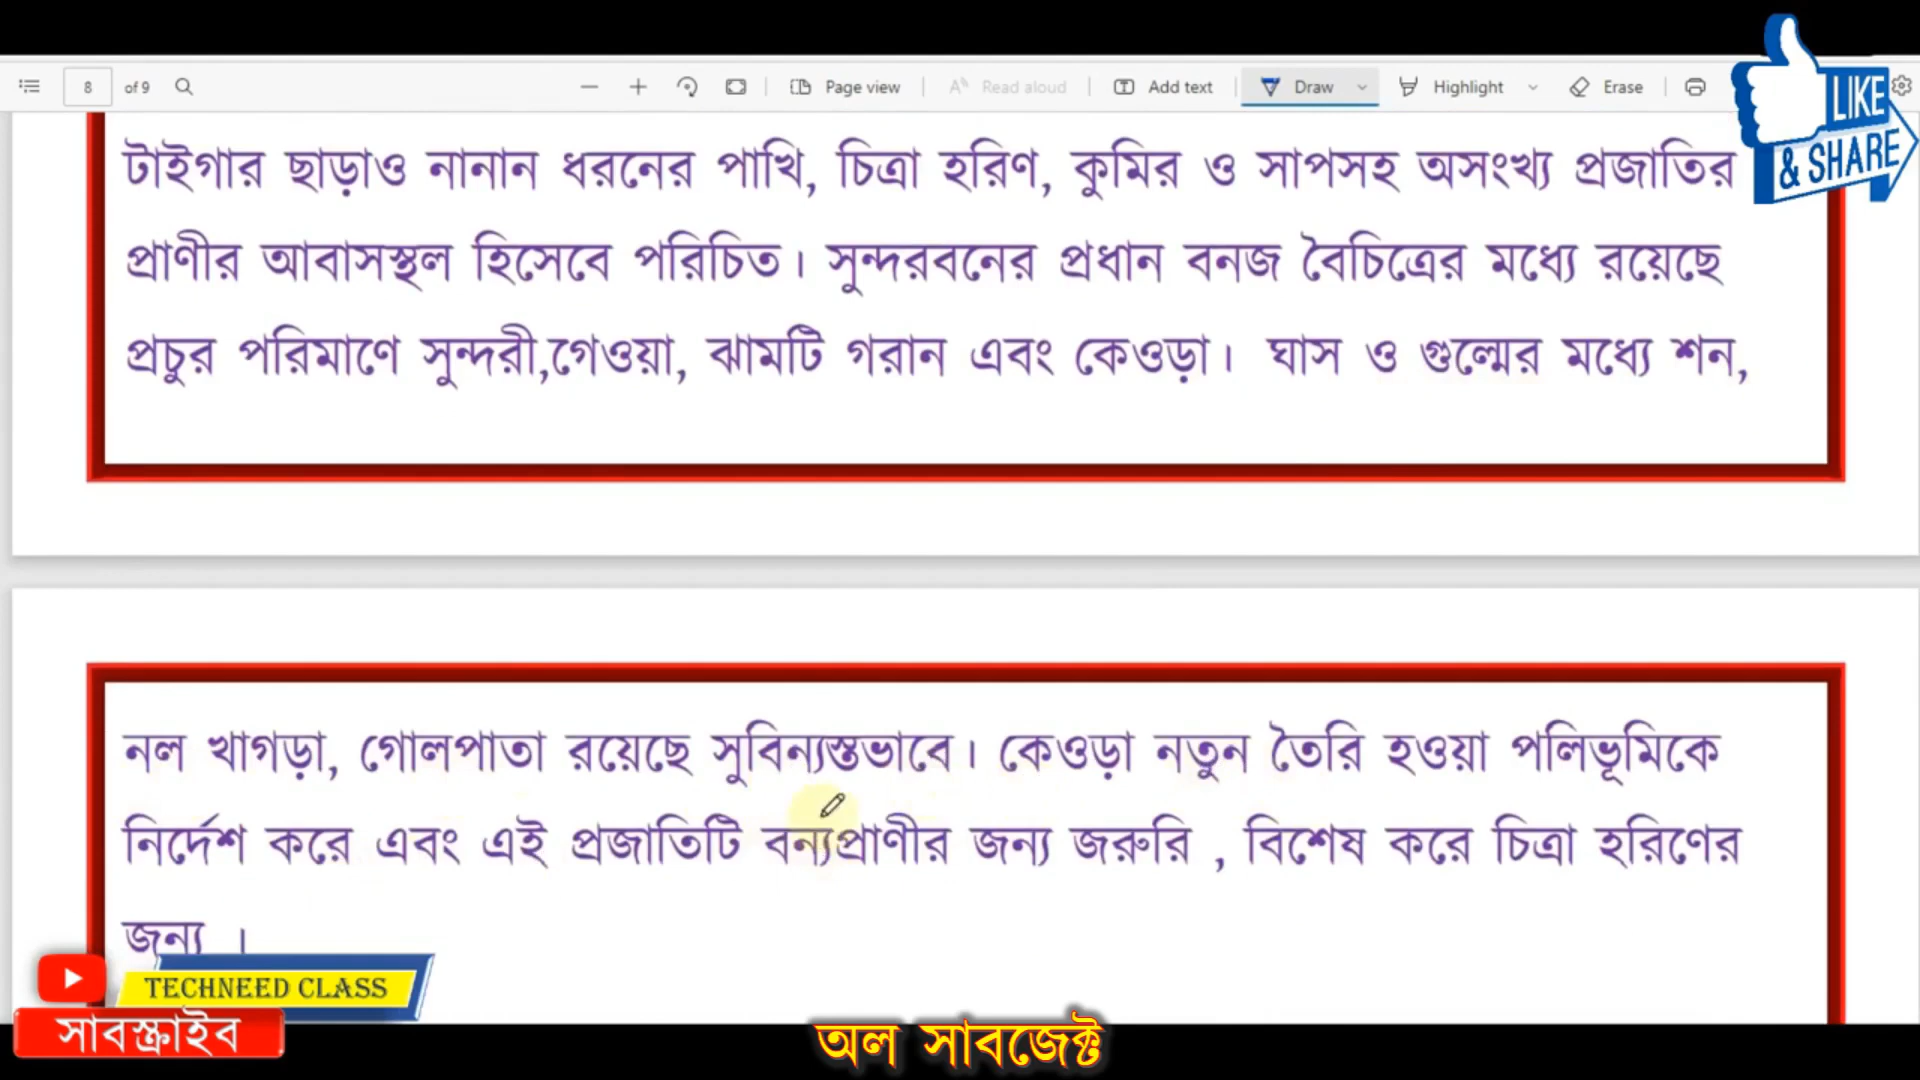 8 of 9 Page view Read aloud Add text Draw Highlight Erase
LIKE
& SHARE
টাইগার ছাড়াও নানান ধরনের পাখি, চিত্রা হরিণ, কুমির ও সাপসহ অসংখ্য প্রজাতির
প্রাণীর আবাসস্থল হিসেবে পরিচিত। সুন্দরবনের প্রধান বনজ বৈচিত্রের মধ্যে রয়েছে
প্রচুর পরিমাণে সুন্দরী,গেওয়া, ঝামটি গরান এবং কেওড়া। ঘাস ও গুল্মের মধ্যে শন,
নল খাগড়া, গোলপাতা রয়েছে সুবিন্যস্তভাবে। কেওড়া নতুন তৈরি হওয়া পলিভূমিকে
নির্দেশ করে এবং এই প্রজাতিটি বন্যপ্রাণীর জন্য জরুরি , বিশেষ করে চিত্রা হরিণের
জন্য ।
TECHNEED CLASS
সাবস্ক্রাইব
অল সাবজেক্ট